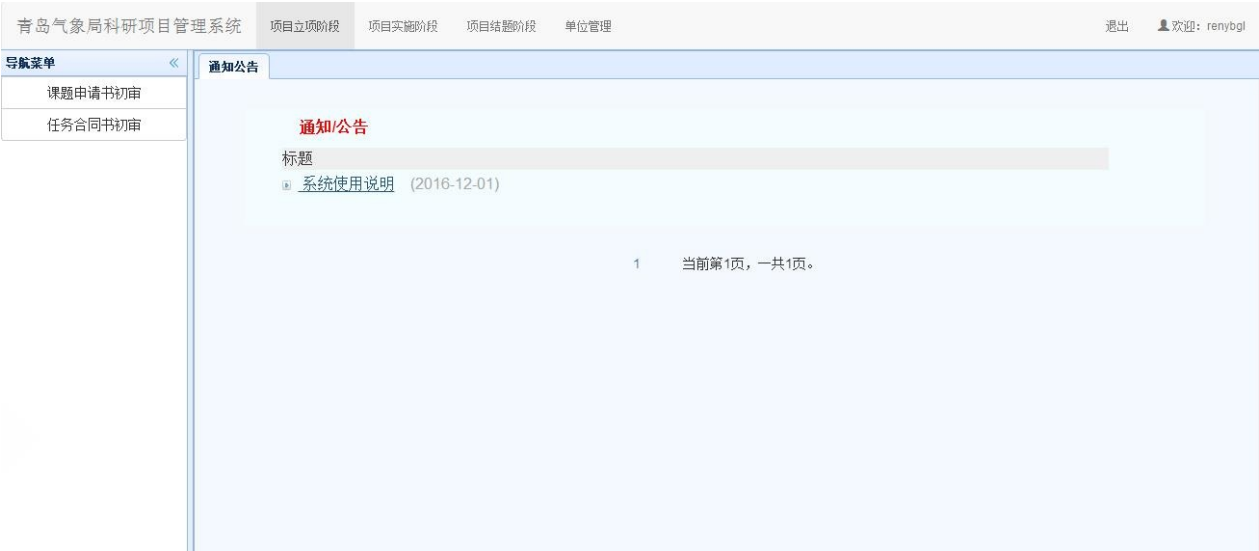 青岛气象局科研项目管理系统 项目立项阶段 项目实施阶段 项目结题阶段 单位管理 退出 欢迎：renybgl
导航菜单 « 通知公告
课题申请书初审
任务合同书初审
通知/公告
标题
系统使用说明 (2016-12-01)
1 当前第1页，一共1页。